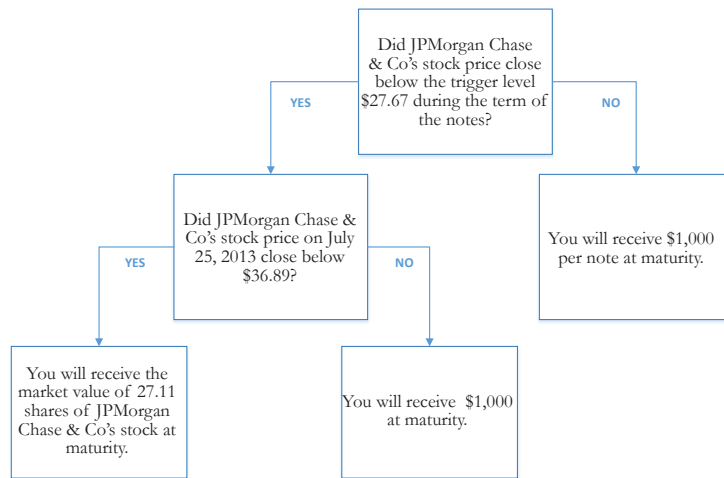 Did JPMorgan Chase
& Co's stock price close
below the trigger level
$27.67 during the term of
the notes?
YES
NO
Did JPMorgan Chase &
Co's stock price on July
25, 2013 close below
$36.89?
You will receive $1,000
per note at maturity.
YES
NO
You will receive the
market value of 27.11
shares of JPMorgan
Chase & Co's stock at
maturity.
You will receive $1,000
at maturity.